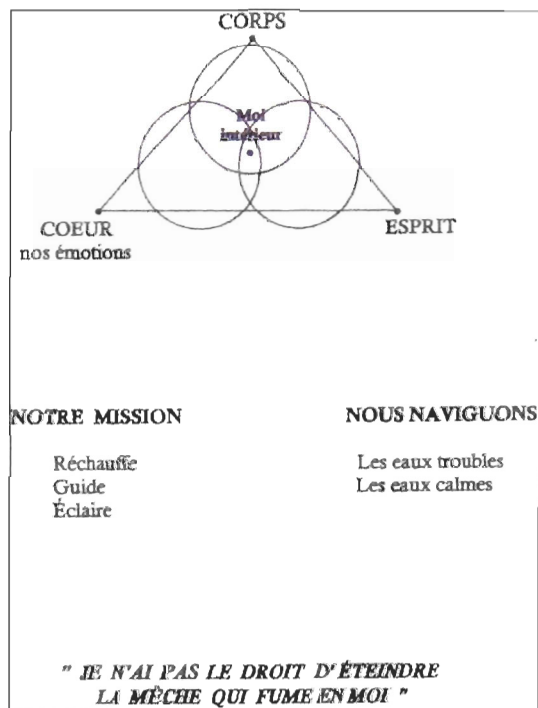 CORPS
Moi
intérieur
COEUR
nos émotions
ESPRIT
NOTRE MISSION
Réchauffe
Guide
Éclaire
NOUS NAVIGUONS
Les eaux troubles
Les eaux calmes
" JE N'AI PAS LE DROIT D'ÉTEINDRE
LA MÈCHE QUI FUME EN MOI "